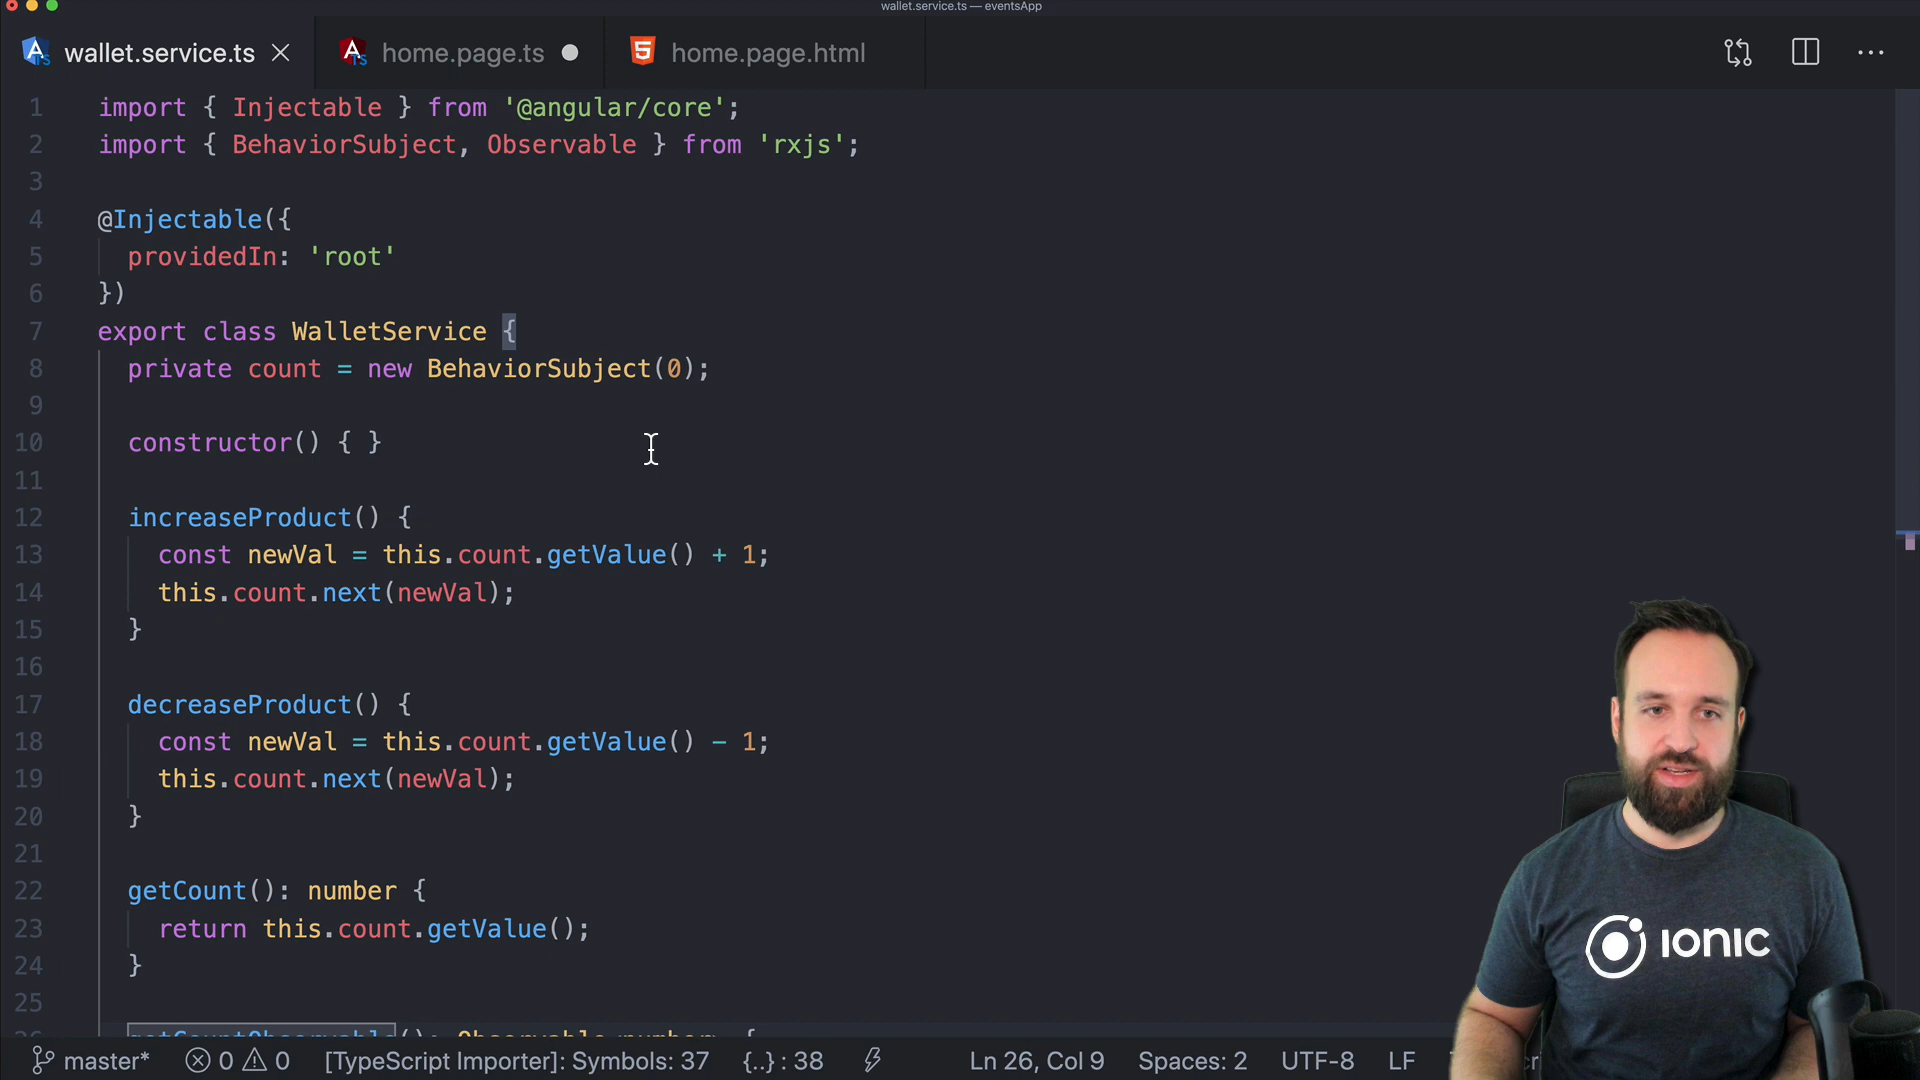 wallet.service.ts — eventsApp
wallet.service.ts
home.page.ts
home.page.html
1 import { Injectable } from '@angular/core';
2 import { BehaviorSubject, Observable } from 'rxjs';
3
4 @Injectable({
5 providedIn: 'root'
6 })
7 export class WalletService {
8 private count = new BehaviorSubject(0);
9
10 constructor() { }
11
12 increaseProduct() {
13 const newVal = this.count.getValue() + 1;
14 this.count.next(newVal);
15 }
16
17 decreaseProduct() {
18 const newVal = this.count.getValue() - 1;
19 this.count.next(newVal);
20 }
21
22 getCount(): number {
23 return this.count.getValue();
24 }
25
26 getCountObservable(): Observable<number> {
master* 0 0 [TypeScript Importer]: Symbols: 37 {..} : 38 Ln 26, Col 9 Spaces: 2 UTF-8 LF
IONIC